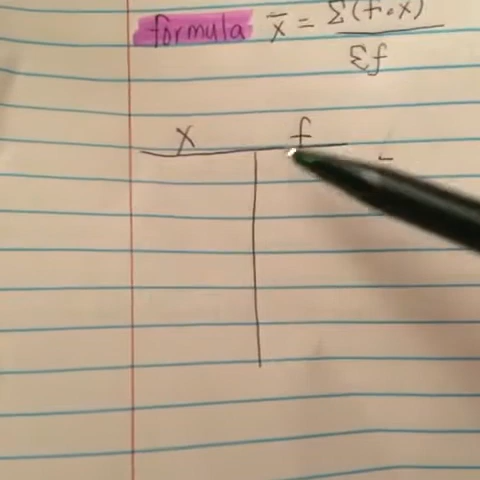 formula x̄ = Σ(f·x)
Σf
x f